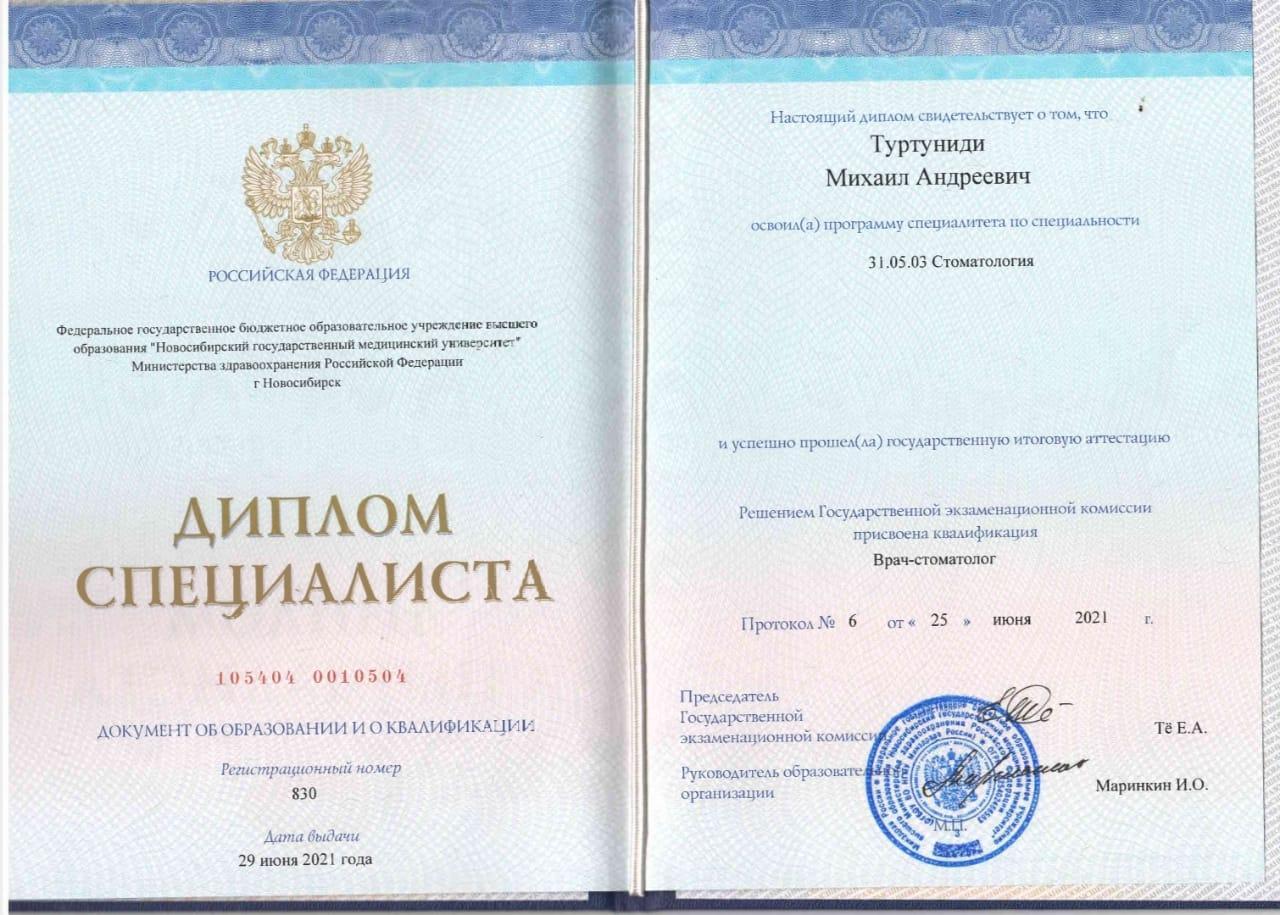 РОССИЙСКАЯ ФЕДЕРАЦИЯ
Федеральное государственное бюджетное образовательное учреждение высшего
образования "Новосибирский государственный медицинский университет"
Министерства здравоохранения Российской Федерации
г Новосибирск
ДИПЛОМ
СПЕЦИАЛИСТА
105404 0010504
ДОКУМЕНТ ОБ ОБРАЗОВАНИИ И О КВАЛИФИКАЦИИ
Регистрационный номер
830
Дата выдачи
29 июня 2021 года
Настоящий диплом свидетельствует о том, что
Туртуниди
Михаил Андреевич
освоил(а) программу специалитета по специальности
31.05.03 Стоматология
и успешно прошел(ла) государственную итоговую аттестацию
Решением Государственной экзаменационной комиссии
присвоена квалификация
Врач-стоматолог
Протокол № 6 от « 25 » июня 2021 г.
Председатель
Государственной
экзаменационной комиссии
Тё Е.А.
Руководитель образовательной
организации
Маринкин И.О.
М.П.